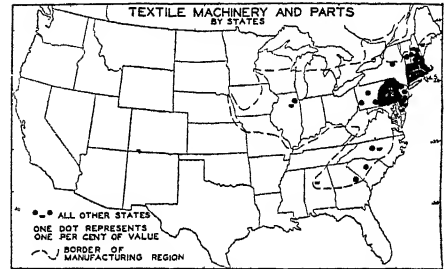 TEXTILE MACHINERY AND PARTS
BY STATES
ALL OTHER STATES
ONE DOT REPRESENTS
ONE PER CENT OF VALUE
BORDER OF
MANUFACTURING REGION